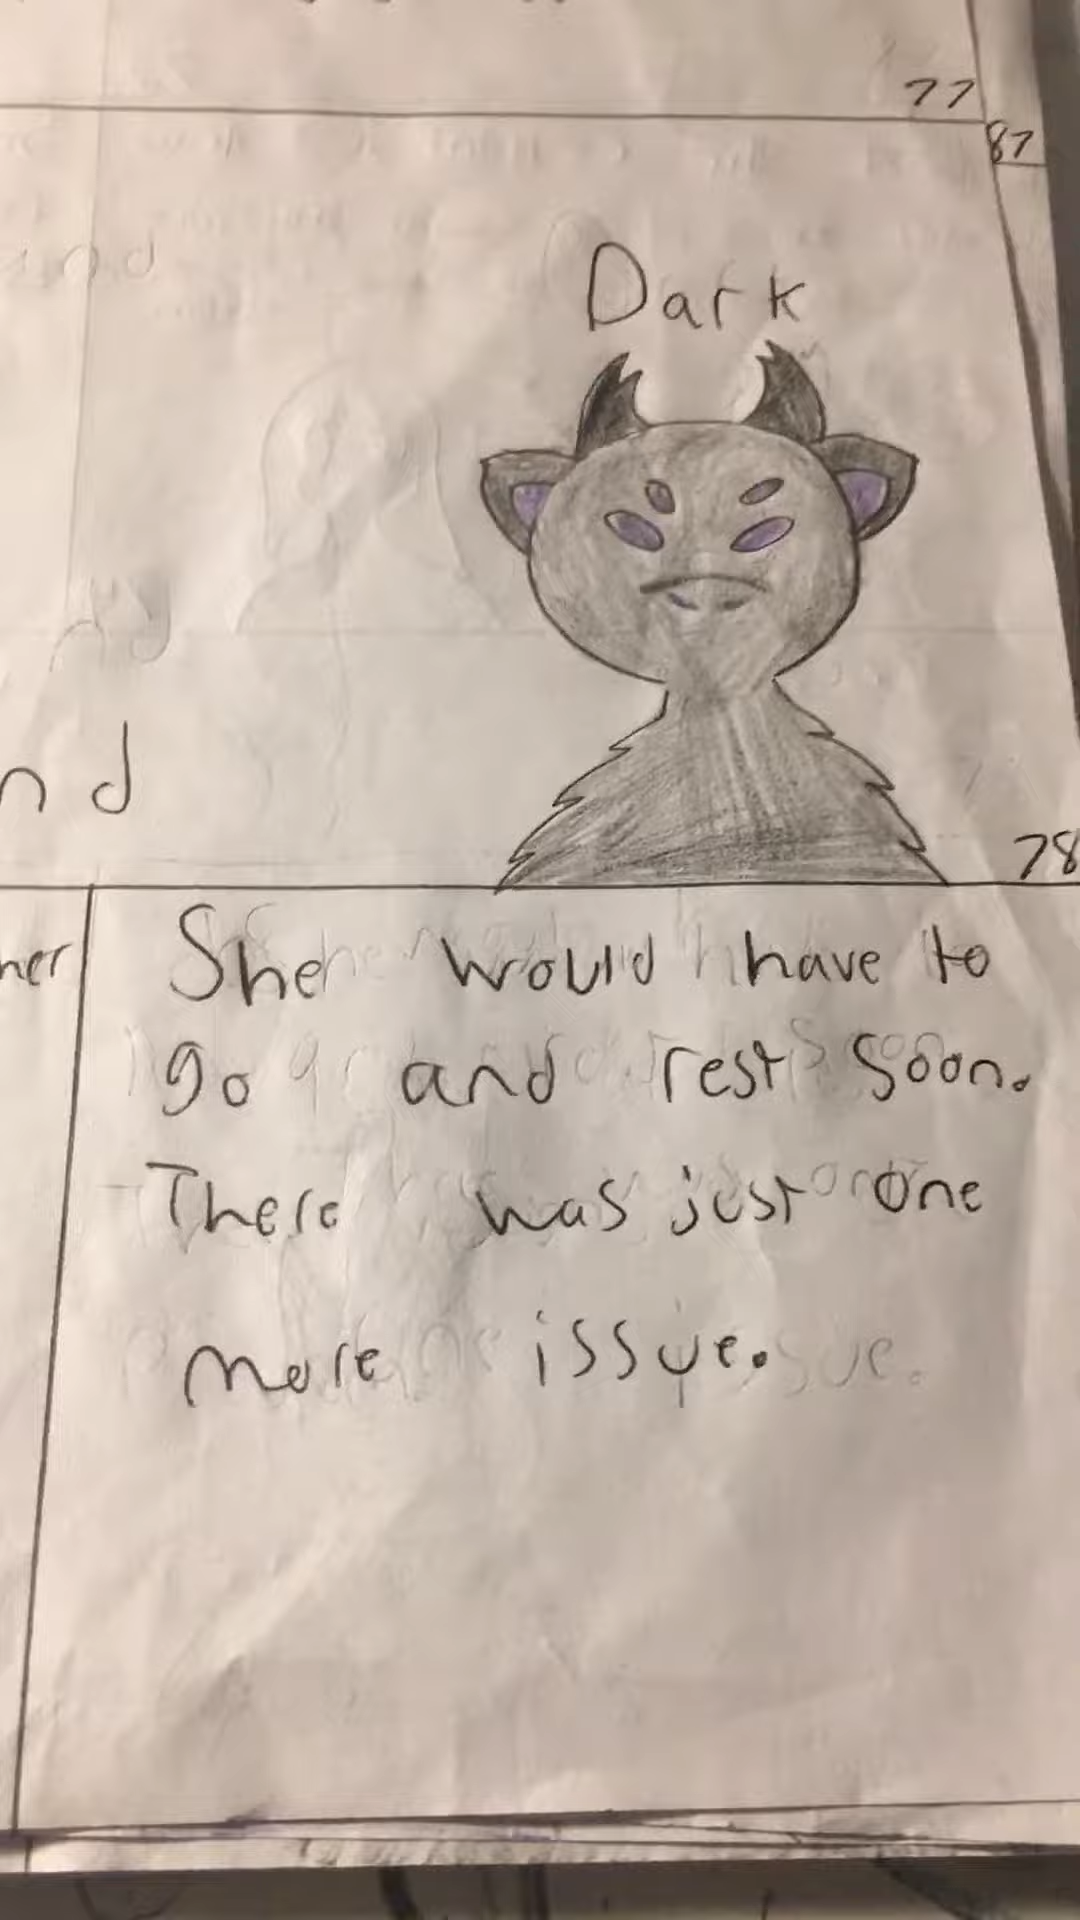 77
87
Dark
nd
78
her
She would have to
go and rest soon.
There was just one
more issue.